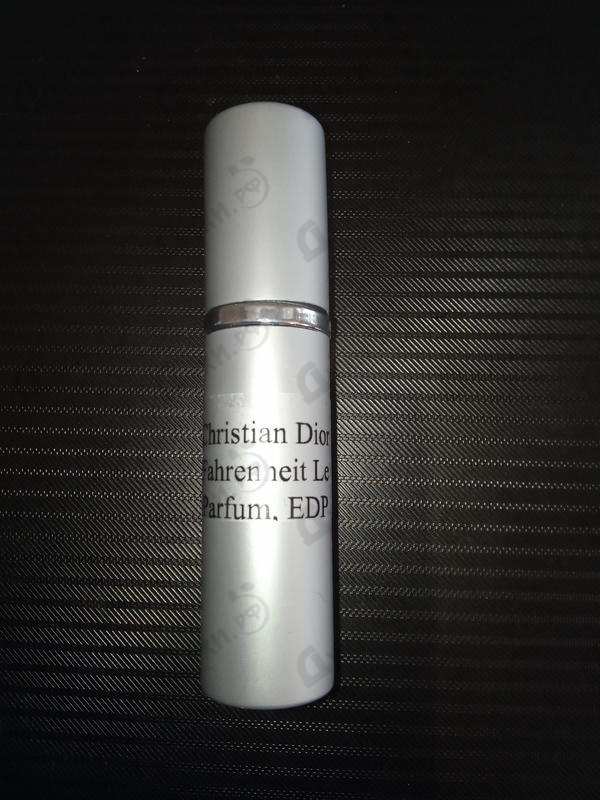 Christian Dior
Fahrenheit Le
Parfum, EDP